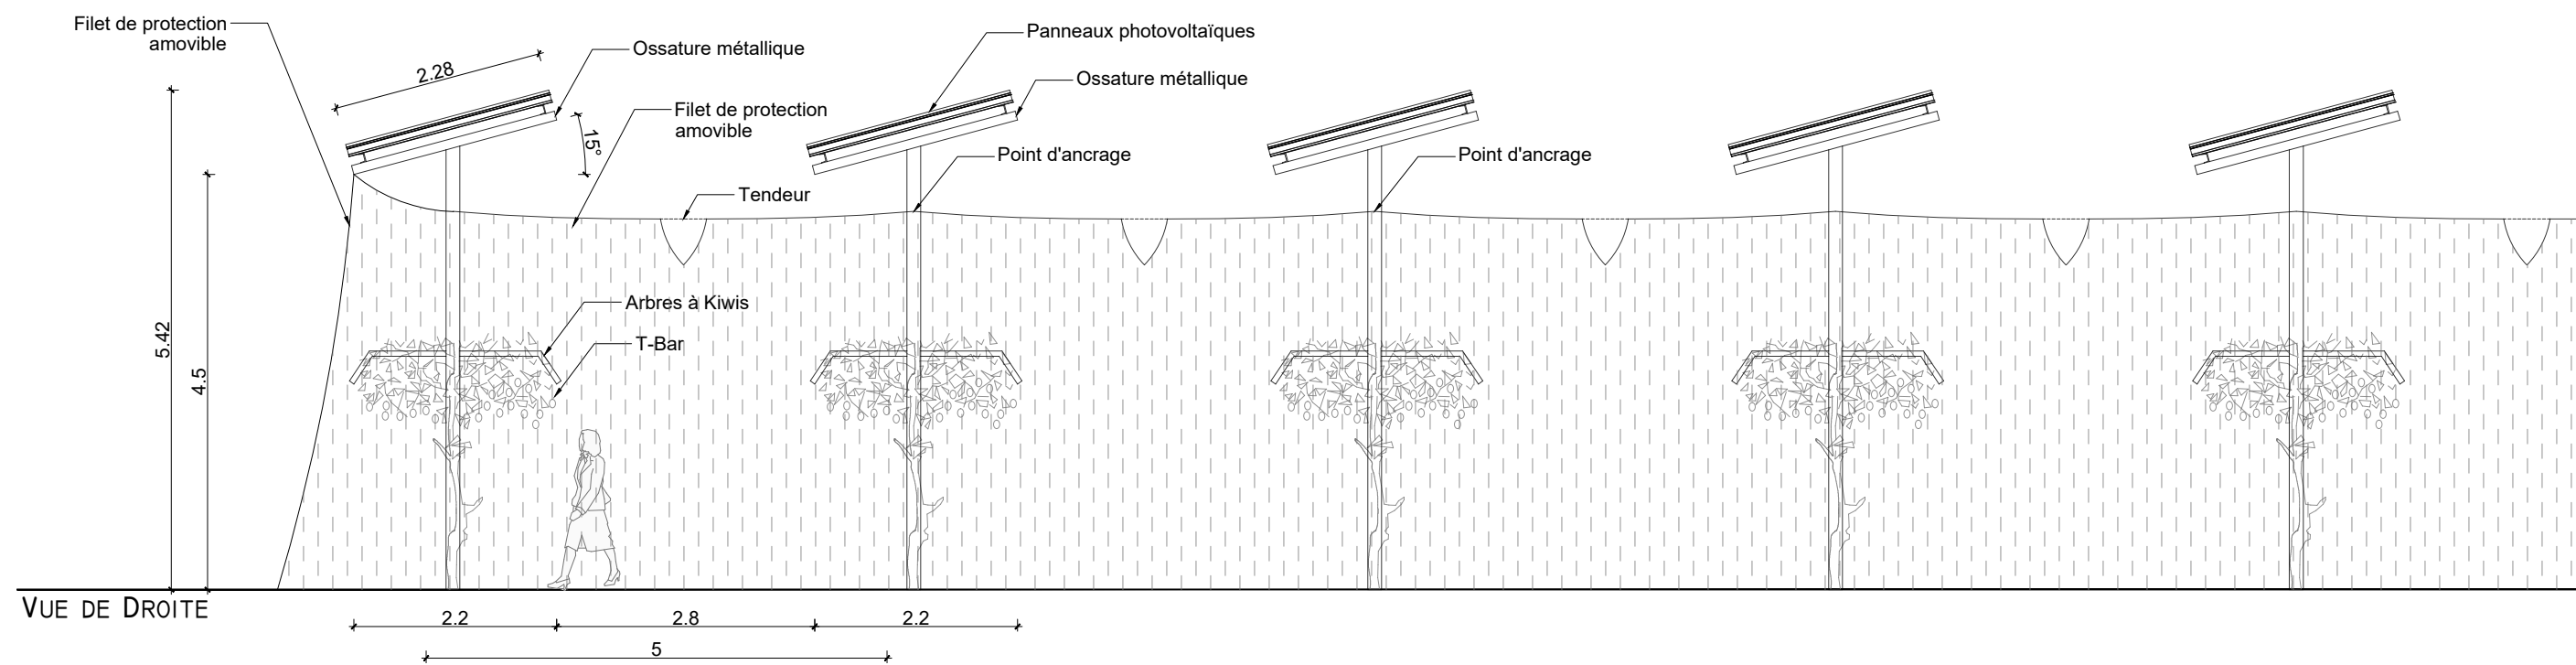 Filet de protection
amovible
2.28
Ossature métallique
Panneaux photovoltaïques
Ossature métallique
Filet de protection
amovible
15°
Point d'ancrage
Point d'ancrage
Tendeur
Arbres à Kiwis
T-Bar
5.42
4.5
VUE DE DROITE
2.2
2.8
2.2
5